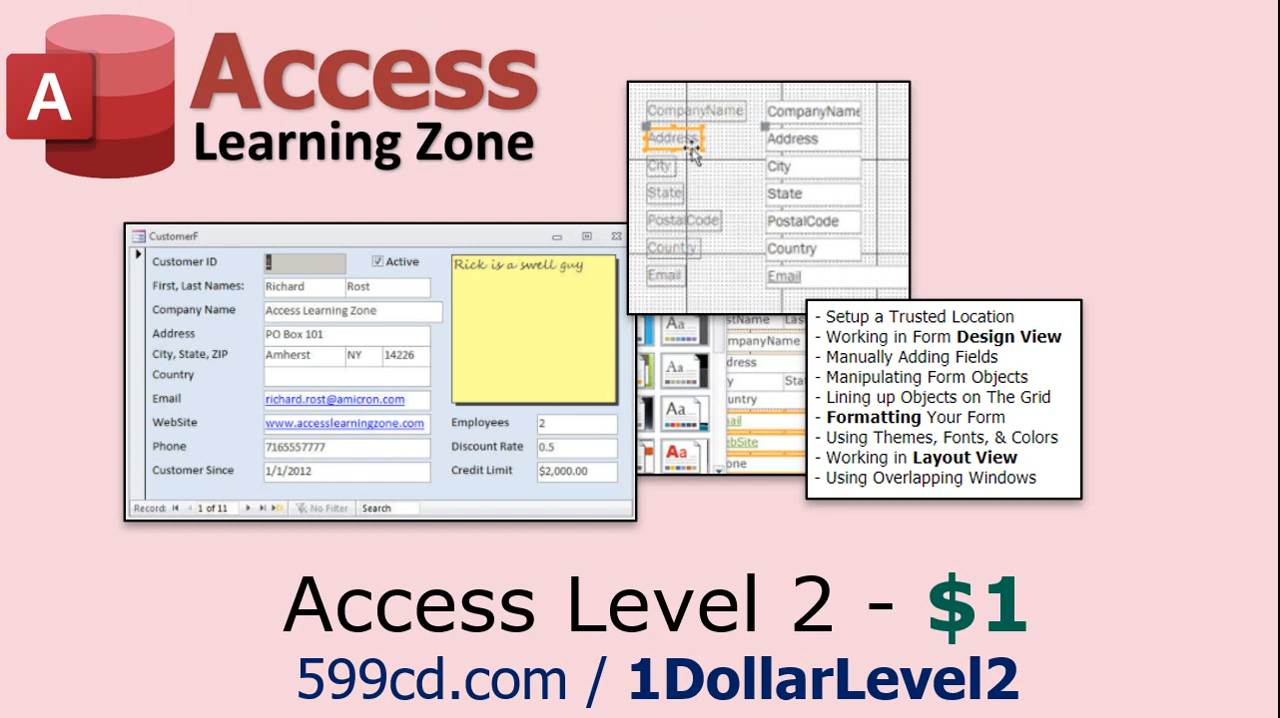 A
Access
Learning Zone
CompanyName CompanyName
Address Address
City City
State State
PostalCode PostalCode
Country Country
Email Email
CustomerF
Customer ID Active
First, Last Names: Richard Rost
Company Name Access Learning Zone
Address PO Box 101
City, State, ZIP Amherst NY 14226
Country
Email richard.rost@amicron.com
WebSite www.accesslearningzone.com
Phone 7165557777
Customer Since 1/1/2012
Rick is a swell guy
Employees 2
Discount Rate 0.5
Credit Limit $2,000.00
Record: 1 of 11 No Filter Search
Aa
Aa
Aa
Aa
- Setup a Trusted Location
- Working in Form Design View
- Manually Adding Fields
- Manipulating Form Objects
- Lining up Objects on The Grid
- Formatting Your Form
- Using Themes, Fonts, & Colors
- Working in Layout View
- Using Overlapping Windows
Access Level 2 - $1
599cd.com / 1DollarLevel2